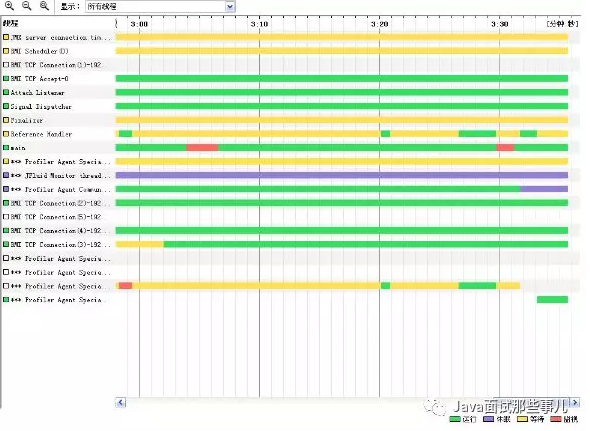 显示： 所有线程
线程
3:00 3:10 3:20 3:30 [分钟:秒]
JMX server connection tim...
RMI Scheduler(0)
RMI TCP Connection(1)-192...
RMI TCP Accept-0
Attach Listener
Signal Dispatcher
Finalizer
Reference Handler
main
*** Profiler Agent Specia...
*** JFluid Monitor thread...
*** Profiler Agent Commun...
RMI TCP Connection(2)-192...
RMI TCP Connection(5)-192...
RMI TCP Connection(4)-192...
RMI TCP Connection(3)-192...
*** Profiler Agent Specia...
*** Profiler Agent Specia...
*** Profiler Agent Specia...
*** Profiler Agent Specia...
Java面试那些事儿
运行 休眠 等待 监视